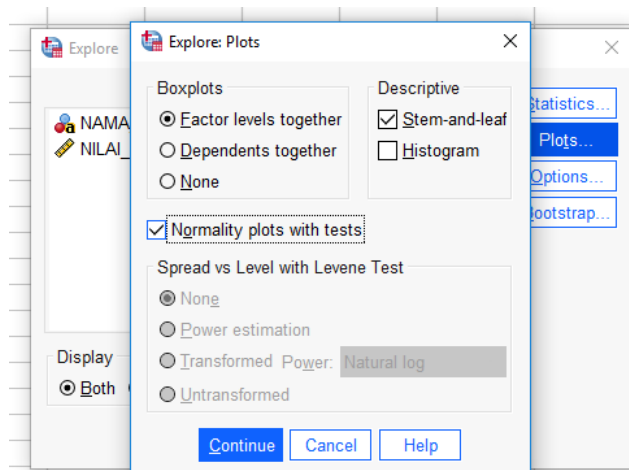 Explore
Explore: Plots
NAMA
NILAI_
Statistics...
Plots...
Options...
Bootstrap...
Display
Both
Boxplots
Factor levels together
Dependents together
None
Descriptive
Stem-and-leaf
Histogram
Normality plots with tests
Spread vs Level with Levene Test
None
Power estimation
Transformed Power: Natural log
Untransformed
Continue Cancel Help